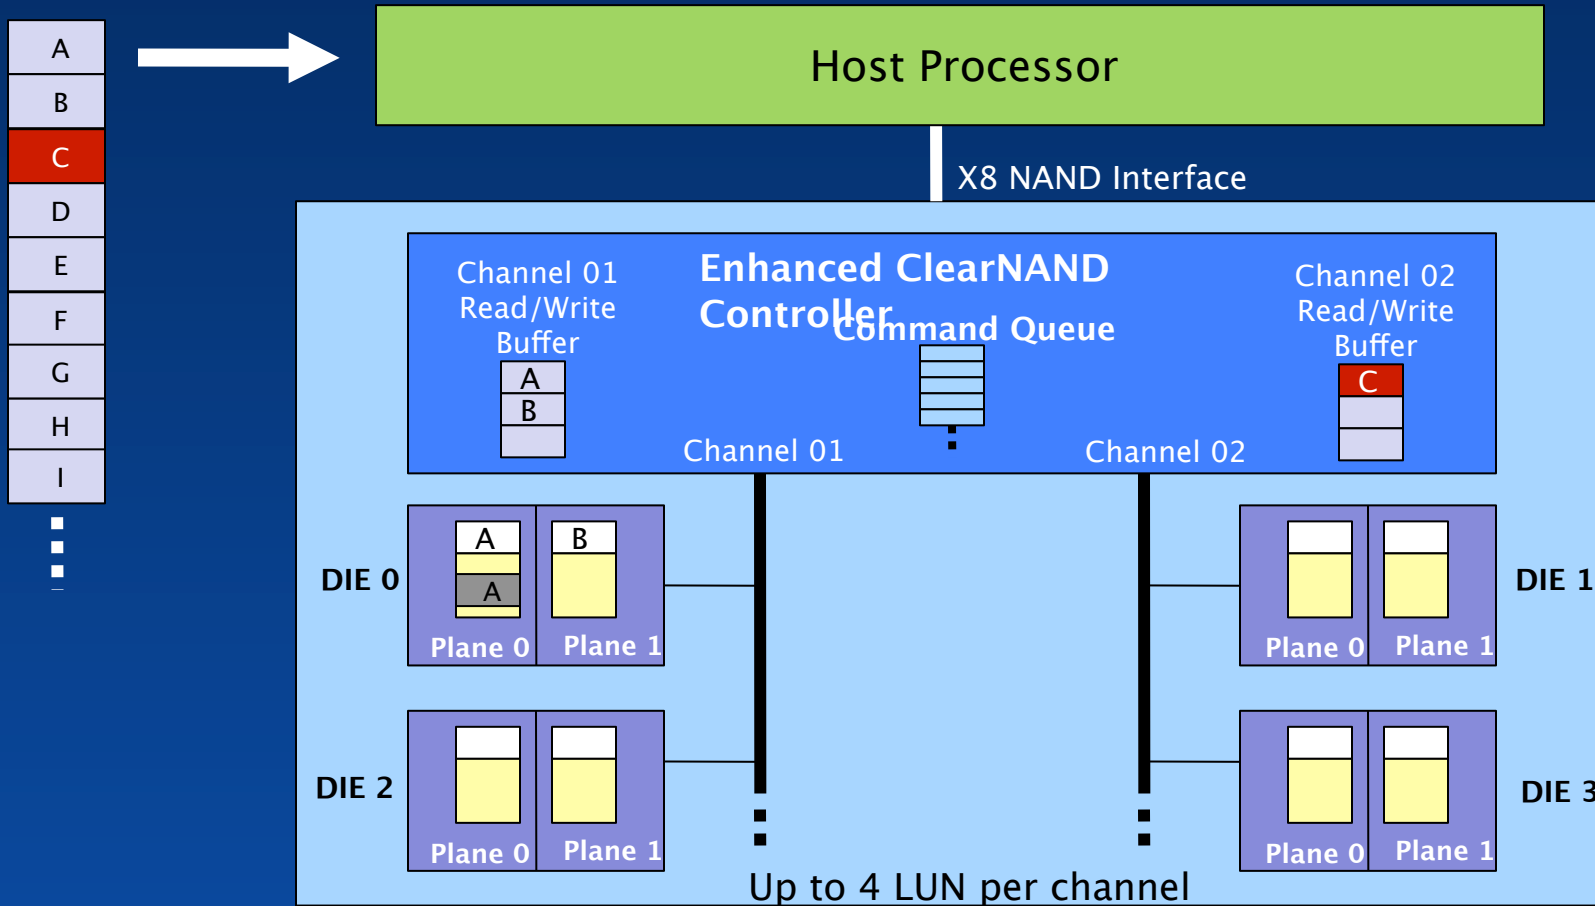 A
B
C
D
E
F
G
H
I
Host Processor
X8 NAND Interface
Enhanced ClearNAND
Controller
Command Queue
Channel 01
Read/Write
Buffer
A
B
Channel 02
Read/Write
Buffer
C
Channel 01
Channel 02
DIE 0
A
A
Plane 0
B
Plane 1
DIE 1
Plane 0
Plane 1
DIE 2
Plane 0
Plane 1
DIE 3
Plane 0
Plane 1
Up to 4 LUN per channel